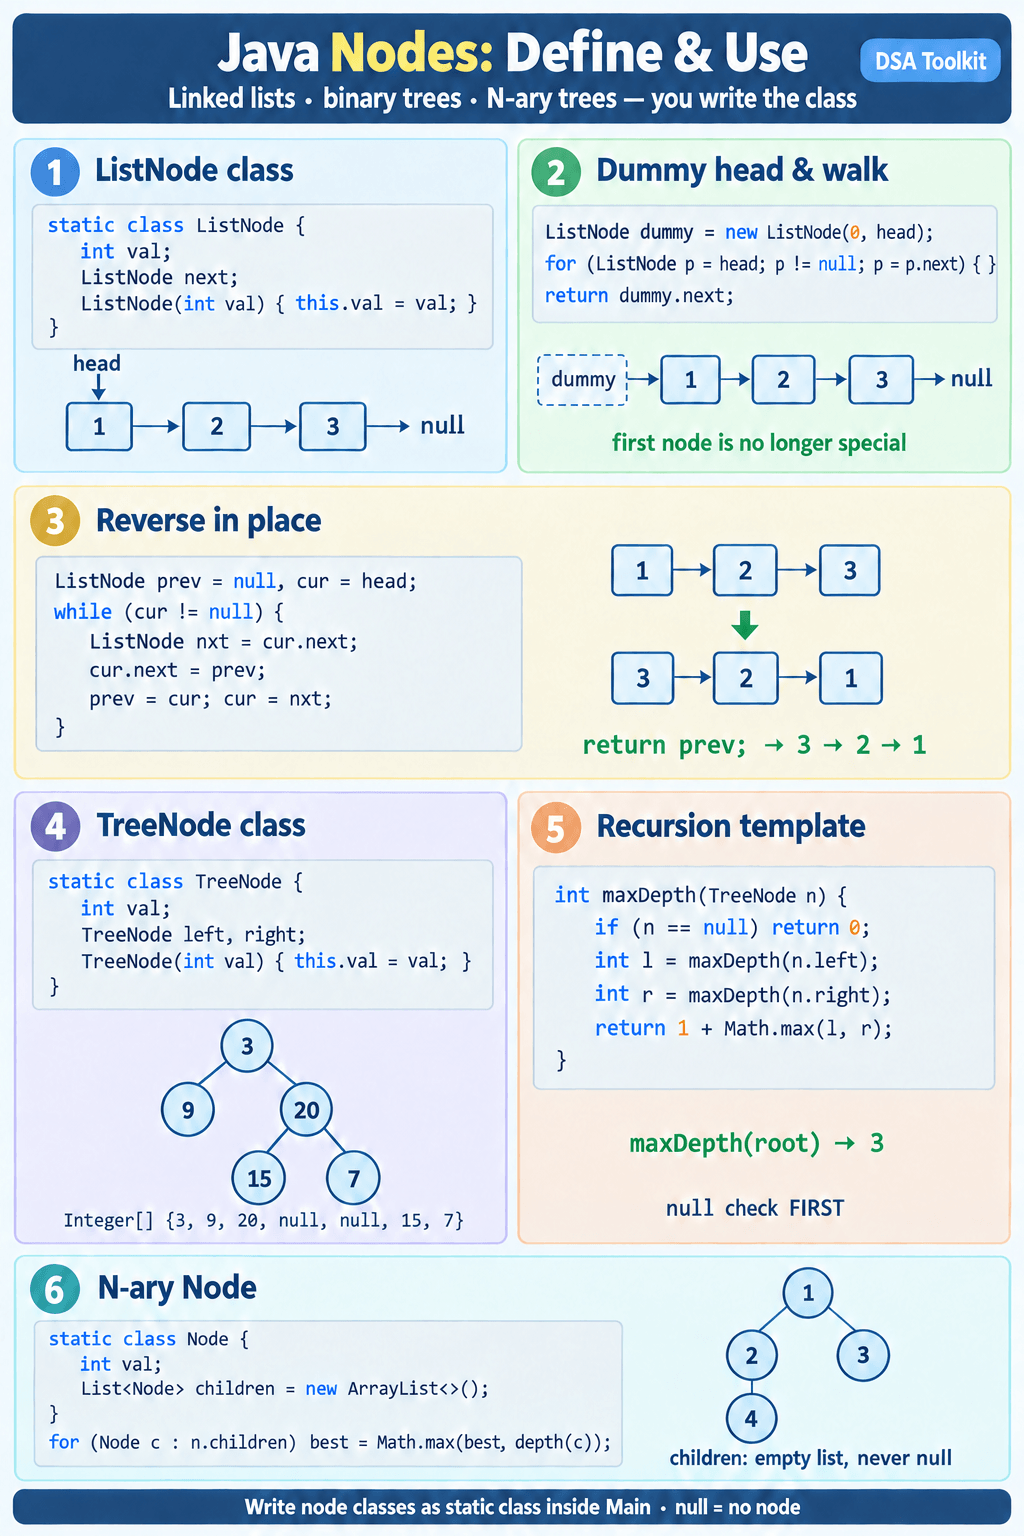 Java Nodes: Define & Use
DSA Toolkit
Linked lists • binary trees • N-ary trees — you write the class
1 ListNode class
static class ListNode {
int val;
ListNode next;
ListNode(int val) { this.val = val; }
}
head
1
2
3
null
2 Dummy head & walk
ListNode dummy = new ListNode(0, head);
for (ListNode p = head; p != null; p = p.next) { }
return dummy.next;
dummy
1
2
3
null
first node is no longer special
3 Reverse in place
ListNode prev = null, cur = head;
while (cur != null) {
ListNode nxt = cur.next;
cur.next = prev;
prev = cur; cur = nxt;
}
1
2
3
3
2
1
return prev; → 3 → 2 → 1
4 TreeNode class
static class TreeNode {
int val;
TreeNode left, right;
TreeNode(int val) { this.val = val; }
}
3
9
20
15
7
Integer[] {3, 9, 20, null, null, 15, 7}
5 Recursion template
int maxDepth(TreeNode n) {
if (n == null) return 0;
int l = maxDepth(n.left);
int r = maxDepth(n.right);
return 1 + Math.max(l, r);
}
maxDepth(root) → 3
null check FIRST
6 N-ary Node
static class Node {
int val;
List<Node> children = new ArrayList<>();
}
for (Node c : n.children) best = Math.max(best, depth(c));
1
2
3
4
children: empty list, never null
Write node classes as static class inside Main • null = no node